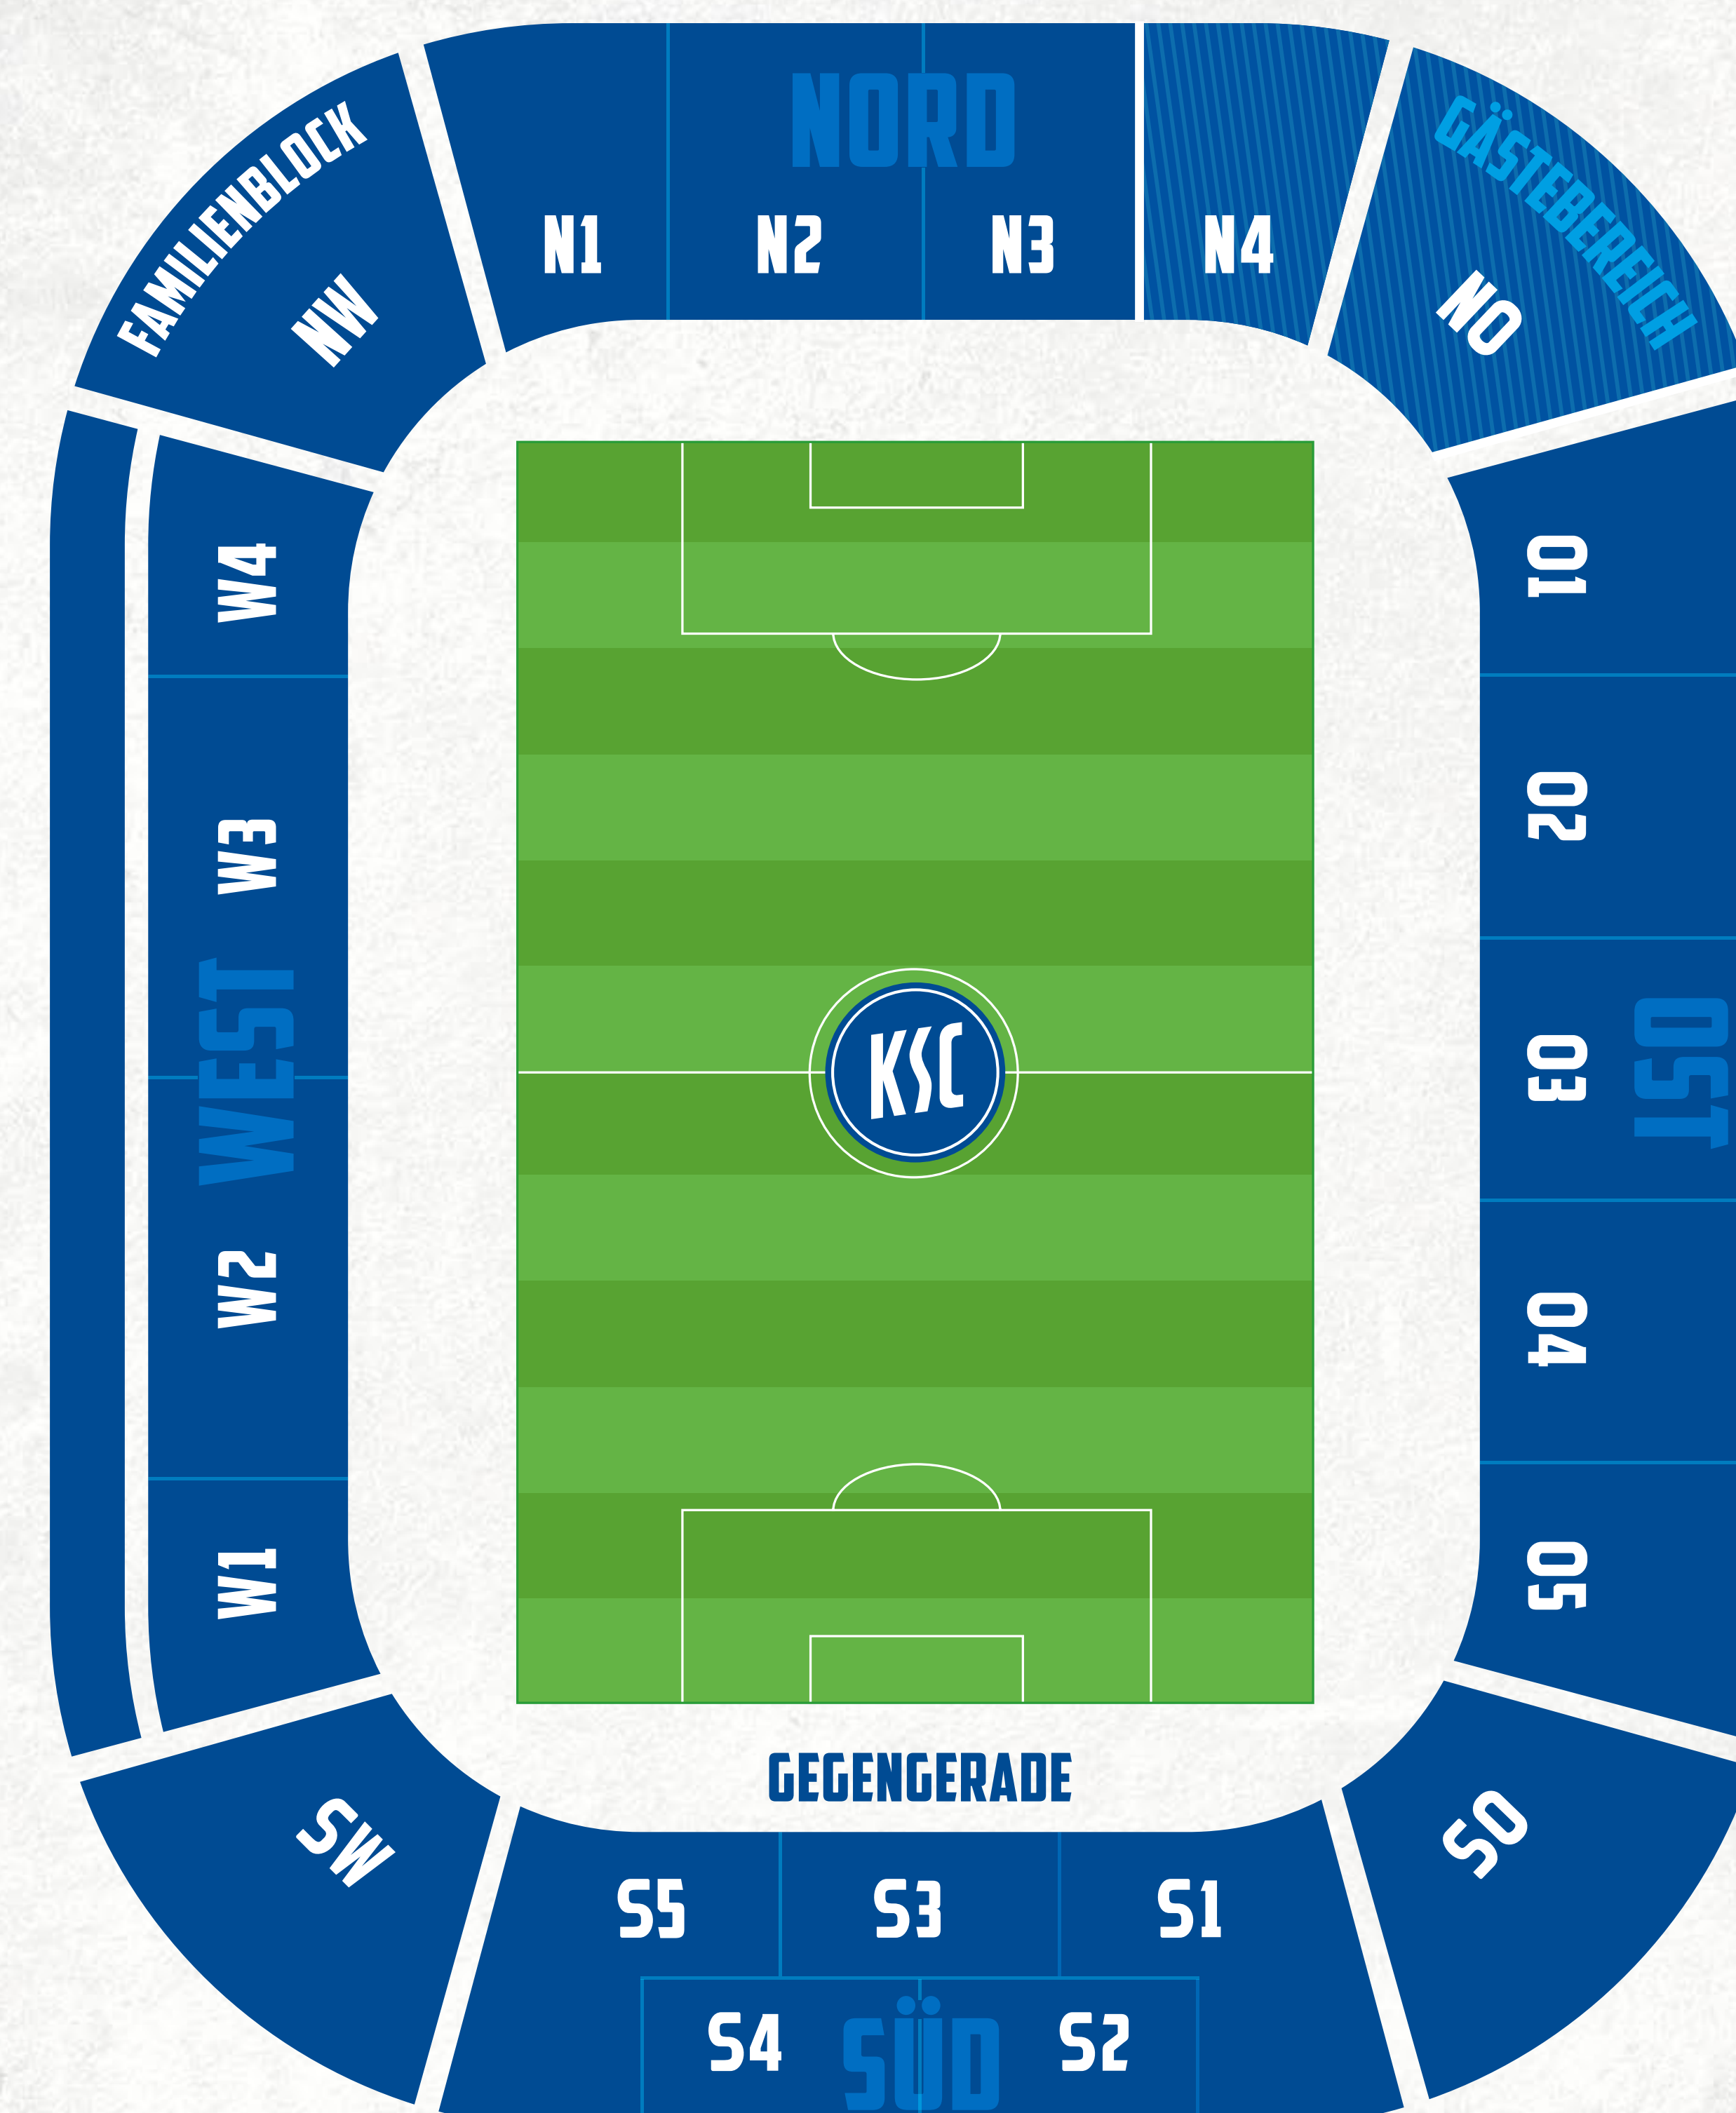 FAMILIENBLOCK
NW
NORD
N1
N2
N3
N4
GÄSTEBEREICH
NO
W4
W3
WEST
W2
W1
O1
O2
O3
OST
O4
O5
KSC
GEGENGERADE
SW
SO
S5
S3
S1
S4
SÜD
S2